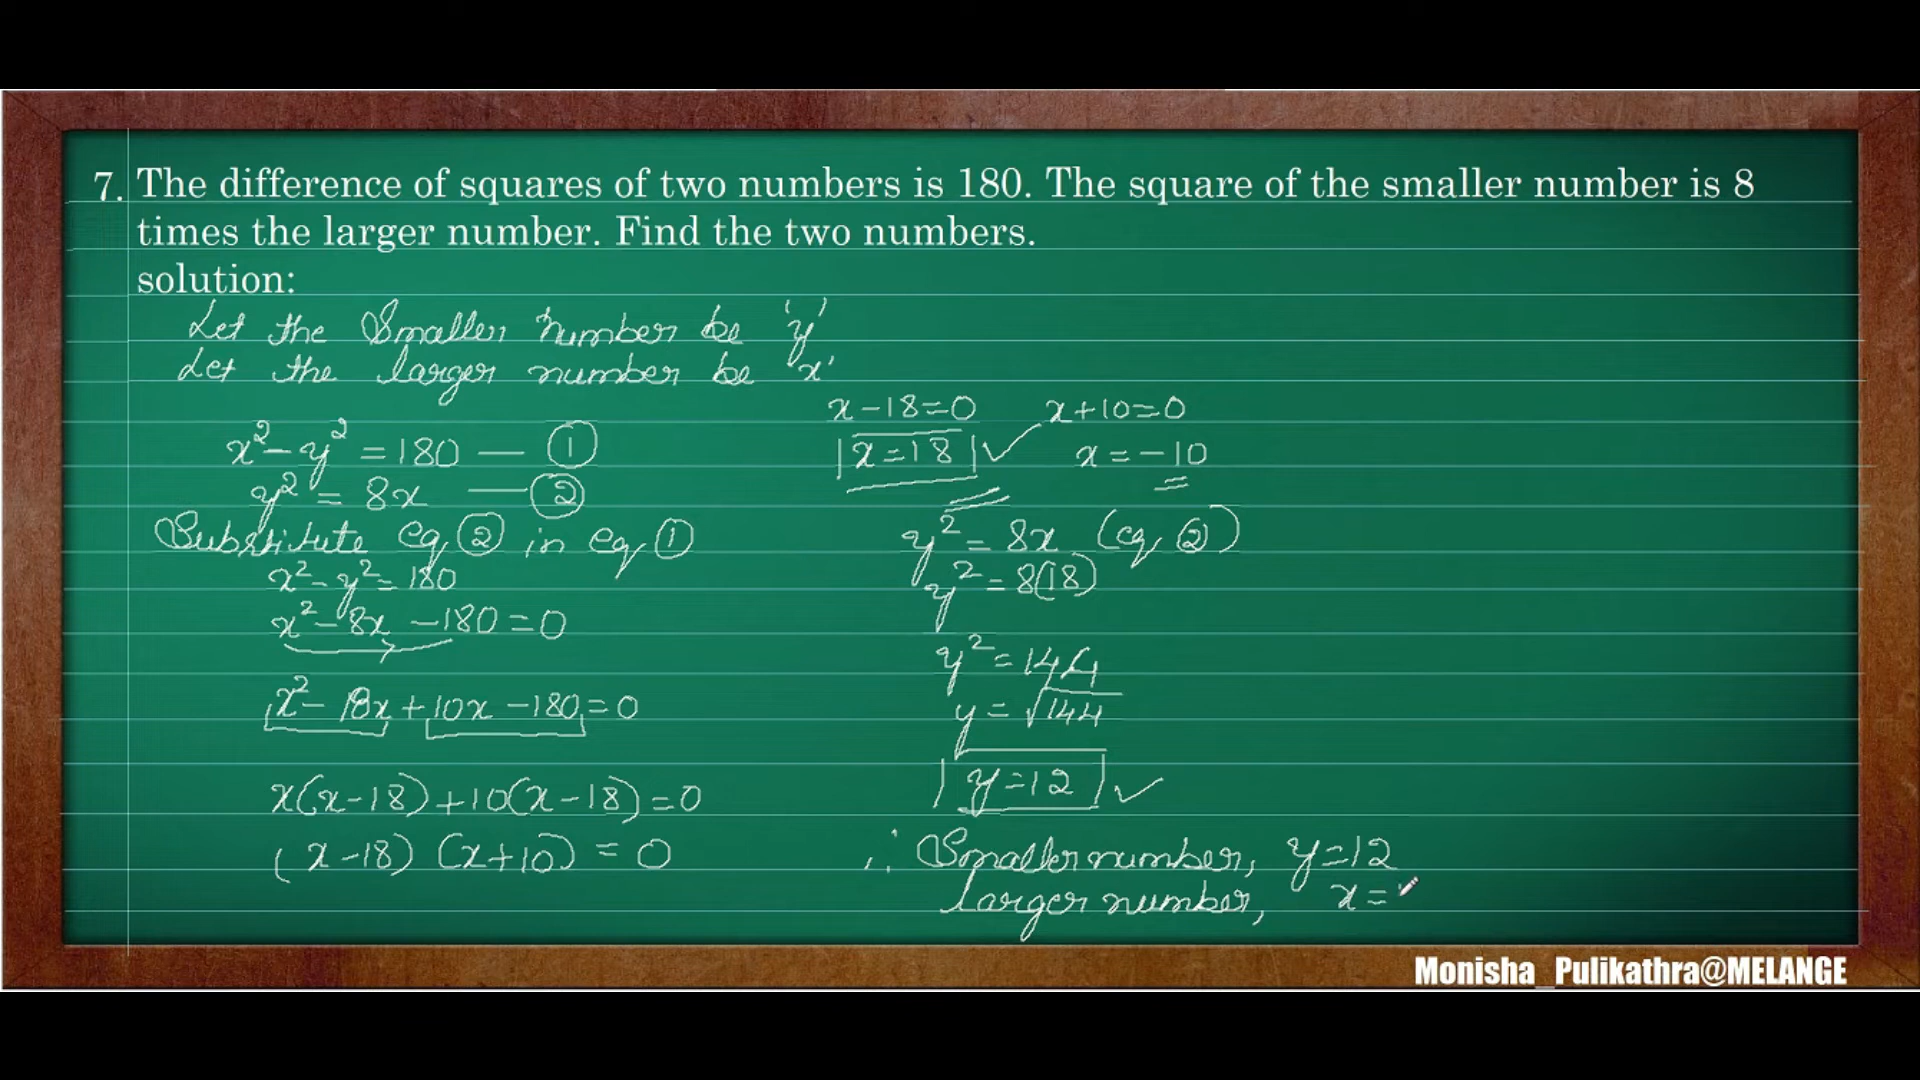 7. The difference of squares of two numbers is 180. The square of the smaller number is 8
times the larger number. Find the two numbers.
solution:
Let the Smaller number be 'y'
Let the larger number be 'x'
x² - y² = 180 — ①
y² = 8x — ②
Substitute eq ② in eq ①
x² - y² = 180
x² - 8x - 180 = 0
x² - 18x + 10x - 180 = 0
x(x-18) + 10(x-18) = 0
(x-18) (x+10) = 0
x - 18 = 0 x + 10 = 0
x = 18 ✓ x = -10
y² = 8x (eq ②)
y² = 8(18)
y² = 144
y = √144
y = 12 ✓
∴ Smaller number, y = 12
larger number, x =
Monisha_Pulikathra@MELANGE